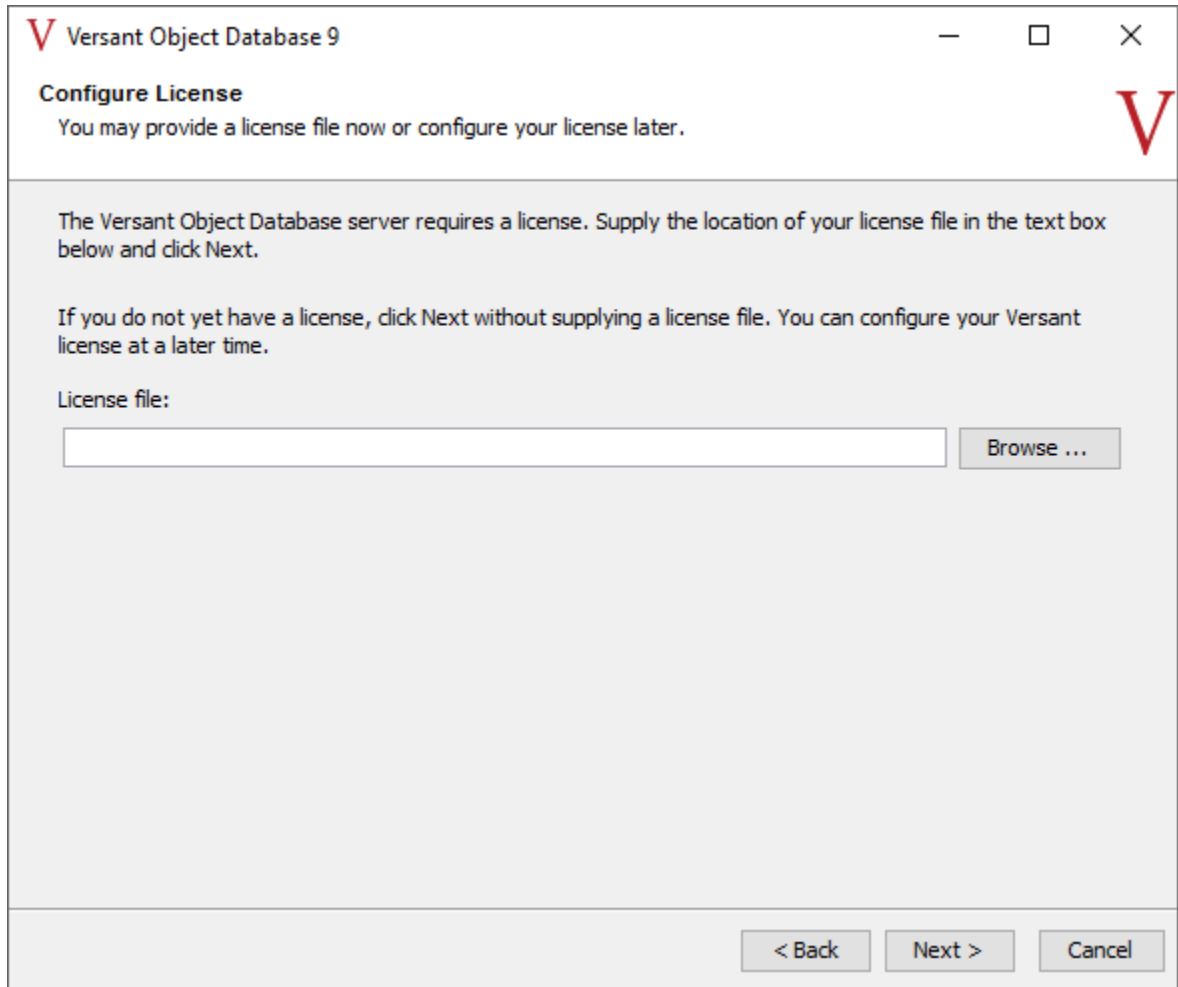 V Versant Object Database 9
Configure License
You may provide a license file now or configure your license later.
V
The Versant Object Database server requires a license. Supply the location of your license file in the text box
below and click Next.
If you do not yet have a license, click Next without supplying a license file. You can configure your Versant
license at a later time.
License file:
Browse ...
< Back Next > Cancel